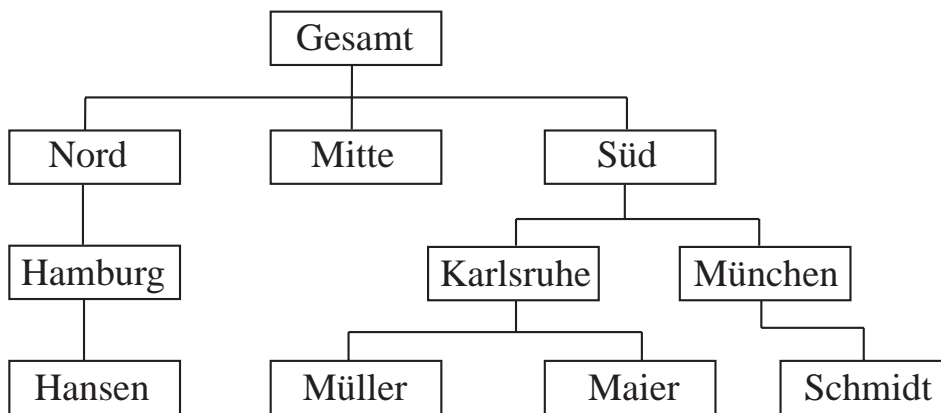 Gesamt
Nord
Mitte
Süd
Hamburg
Karlsruhe
München
Hansen
Müller
Maier
Schmidt